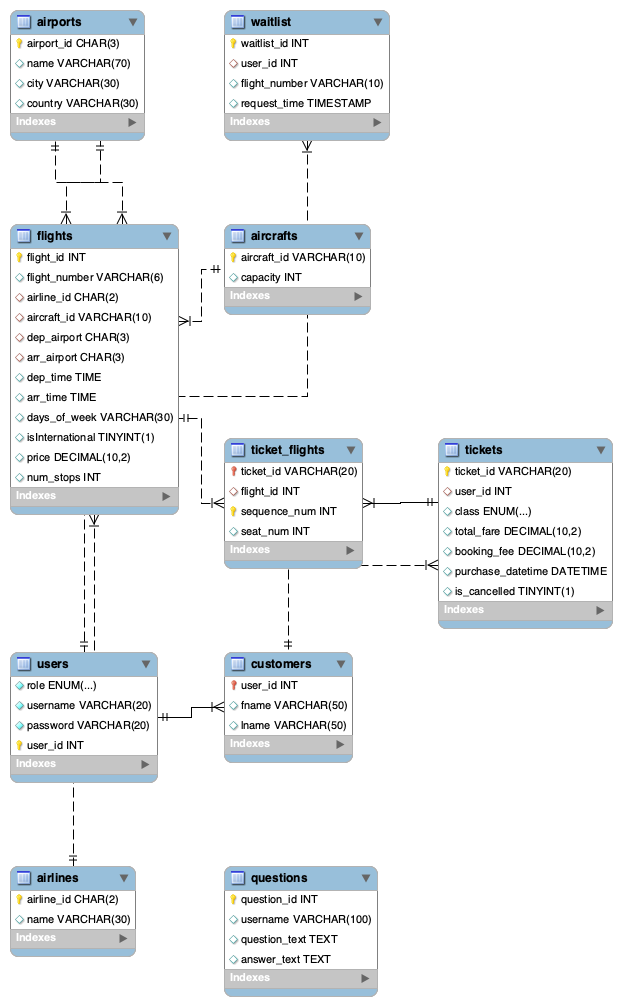 airports
airport_id CHAR(3)
name VARCHAR(70)
city VARCHAR(30)
country VARCHAR(30)
Indexes
waitlist
waitlist_id INT
user_id INT
flight_number VARCHAR(10)
request_time TIMESTAMP
Indexes
flights
flight_id INT
flight_number VARCHAR(6)
airline_id CHAR(2)
aircraft_id VARCHAR(10)
dep_airport CHAR(3)
arr_airport CHAR(3)
dep_time TIME
arr_time TIME
days_of_week VARCHAR(30)
isInternational TINYINT(1)
price DECIMAL(10,2)
num_stops INT
Indexes
aircrafts
aircraft_id VARCHAR(10)
capacity INT
Indexes
ticket_flights
ticket_id VARCHAR(20)
flight_id INT
sequence_num INT
seat_num INT
Indexes
tickets
ticket_id VARCHAR(20)
user_id INT
class ENUM(...)
total_fare DECIMAL(10,2)
booking_fee DECIMAL(10,2)
purchase_datetime DATETIME
is_cancelled TINYINT(1)
Indexes
users
role ENUM(...)
username VARCHAR(20)
password VARCHAR(20)
user_id INT
Indexes
customers
user_id INT
fname VARCHAR(50)
lname VARCHAR(50)
Indexes
airlines
airline_id CHAR(2)
name VARCHAR(30)
Indexes
questions
question_id INT
username VARCHAR(100)
question_text TEXT
answer_text TEXT
Indexes